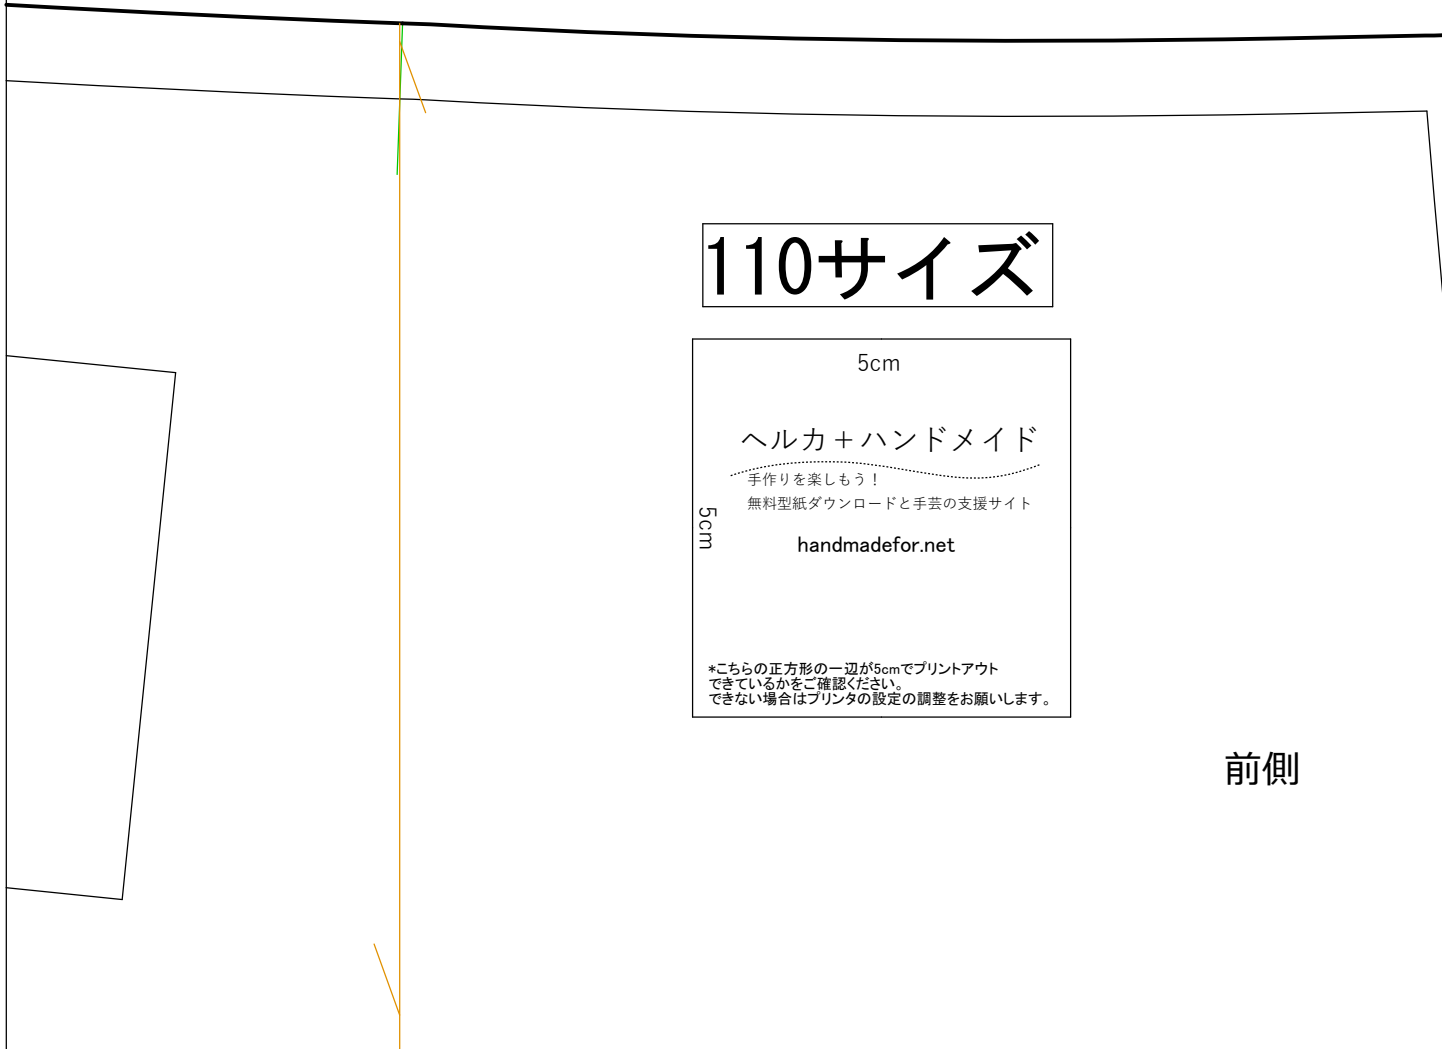 110サイズ
5cm
ヘルカ+ハンドメイド
手作りを楽しもう！
無料型紙ダウンロードと手芸の支援サイト
5cm
handmadefor.net
*こちらの正方形の一辺が5cmでプリントアウト
できているかをご確認ください。
できない場合はプリンタの設定の調整をお願いします。
前側